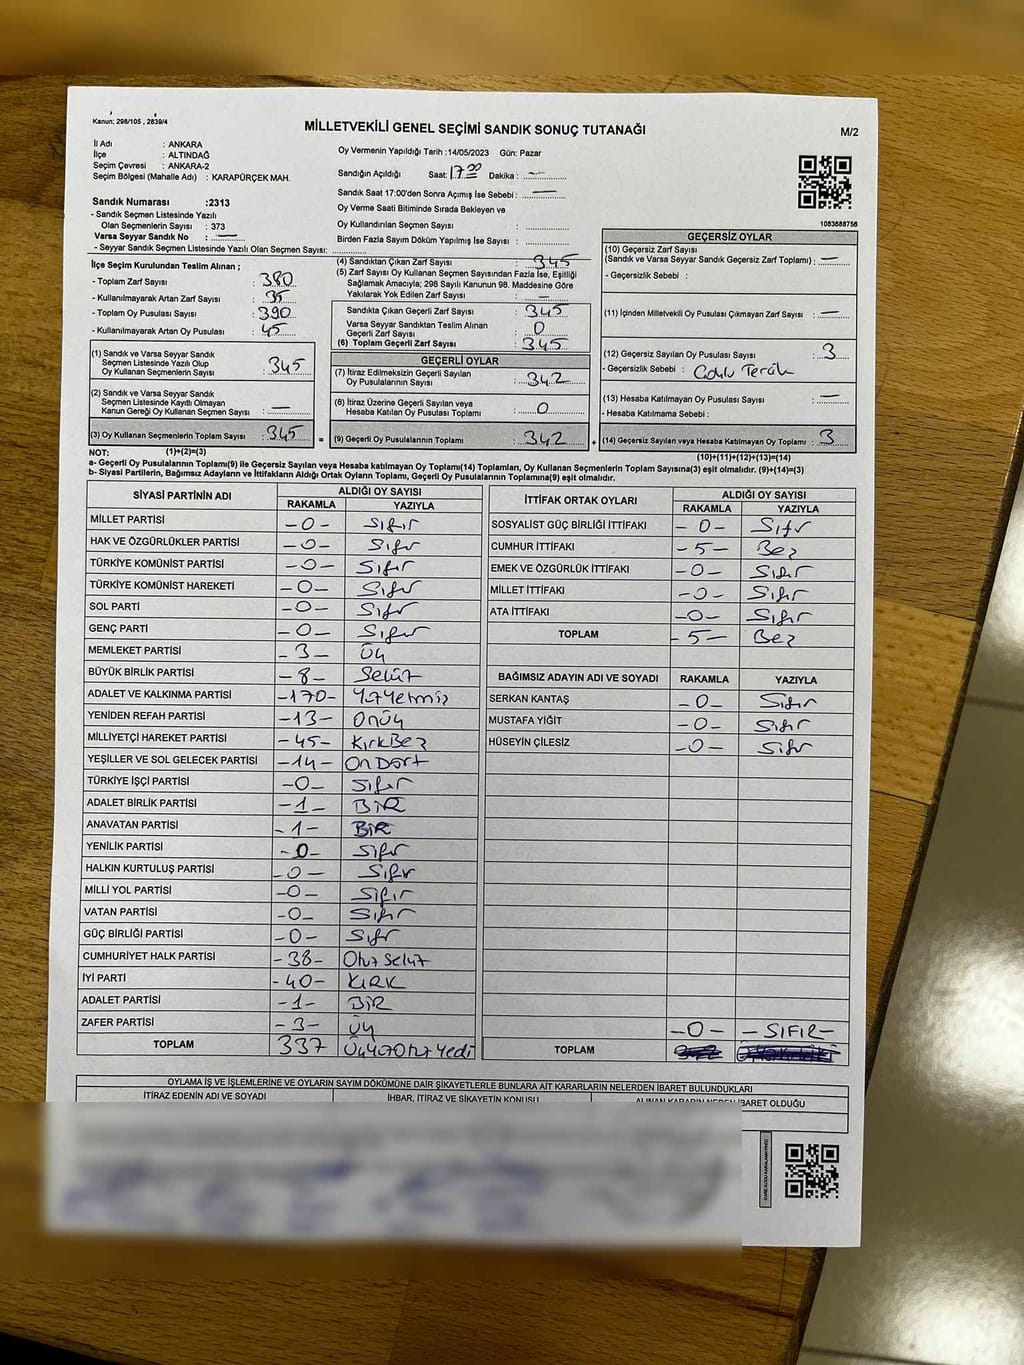 Kanun: 298/105 , 2839/4
MİLLETVEKİLİ GENEL SEÇİMİ SANDIK SONUÇ TUTANAĞI
M/2
İl Adı : ANKARA
İlçe : ALTINDAĞ
Seçim Çevresi : ANKARA-2
Seçim Bölgesi (Mahalle Adı) : KARAPÜRÇEK MAH.
Oy Vermenin Yapıldığı Tarih :14/05/2023 Gün: Pazar
Sandığın Açıldığı Saat: 17.00 Dakika : —
Sandık Saat 17:00'den Sonra Açımış İse Sebebi : —
Oy Verme Saati Bitiminde Sırada Bekleyen ve
Oy Kullandırılan Seçmen Sayısı :
Birden Fazla Sayım Döküm Yapılmış İse Sayısı :
1083688756
Sandık Numarası :2313
- Sandık Seçmen Listesinde Yazılı
Olan Seçmenlerin Sayısı : 373
Varsa Seyyar Sandık No : —
- Seyyar Sandık Seçmen Listesinde Yazılı Olan Seçmen Sayısı:
İlçe Seçim Kurulundan Teslim Alınan ;
- Toplam Zarf Sayısı : 380
- Kullanılmayarak Artan Zarf Sayısı : 35
- Toplam Oy Pusulası Sayısı : 390
- Kullanılmayarak Artan Oy Pusulası : 45
(1) Sandık ve Varsa Seyyar Sandık
Seçmen Listesinde Yazılı Olup
Oy Kullanan Seçmenlerin Sayısı : 345
(2) Sandık ve Varsa Seyyar Sandık
Seçmen Listesinde Kayıtlı Olmayan
Kanun Gereği Oy Kullanan Seçmen Sayısı : —
(3) Oy Kullanan Seçmenlerin Toplam Sayısı : 345
(4) Sandıktan Çıkan Zarf Sayısı : 345
(5) Zarf Sayısı Oy Kullanan Seçmen Sayısından Fazla İse, Eşitliği
Sağlamak Amacıyla; 298 Sayılı Kanunun 98. Maddesine Göre
Yakılarak Yok Edilen Zarf Sayısı : —
Sandıkta Çıkan Geçerli Zarf Sayısı : 345
Varsa Seyyar Sandıktan Teslim Alınan
Geçerli Zarf Sayısı : 0
(6) Toplam Geçerli Zarf Sayısı : 345
GEÇERLİ OYLAR
(7) İtiraz Edilmeksizin Geçerli Sayılan
Oy Pusulalarının Sayısı : 342
(8) İtiraz Üzerine Geçerli Sayılan veya
Hesaba Katılan Oy Pusulası Toplamı : 0
= (9) Geçerli Oy Pusulalarının Toplamı : 342
GEÇERSİZ OYLAR
(10) Geçersiz Zarf Sayısı
(Sandık ve Varsa Seyyar Sandık Geçersiz Zarf Toplamı) : —
- Geçersizlik Sebebi :
(11) İçinden Milletvekili Oy Pusulası Çıkmayan Zarf Sayısı : —
(12) Geçersiz Sayılan Oy Pusulası Sayısı : 3
- Geçersizlik Sebebi : Çoklu Tercih
(13) Hesaba Katılmayan Oy Pusulası Sayısı : —
- Hesaba Katılmama Sebebi :
+ (14) Geçersiz Sayılan veya Hesaba Katılmayan Oy Toplamı : 3
NOT: (1)+(2)=(3)
(10)+(11)+(12)+(13)=(14)
a- Geçerli Oy Pusulalarının Toplamı(9) ile Geçersiz Sayılan veya Hesaba katılmayan Oy Toplamı(14) Toplamları, Oy Kullanan Seçmenlerin Toplam Sayısına(3) eşit olmalıdır. (9)+(14)=(3)
b- Siyasi Partilerin, Bağımsız Adayların ve İttifakların Aldığı Ortak Oyların Toplamı, Geçerli Oy Pusulalarının Toplamına(9) eşit olmalıdır.
SİYASİ PARTİNİN ADI
ALDIĞI OY SAYISI
RAKAMLA YAZIYLA
MİLLET PARTİSİ -0- Sıfır
HAK VE ÖZGÜRLÜKLER PARTİSİ -0- Sıfır
TÜRKİYE KOMÜNİST PARTİSİ -0- Sıfır
TÜRKİYE KOMÜNİST HAREKETİ -0- Sıfır
SOL PARTİ -0- Sıfır
GENÇ PARTİ -0- Sıfır
MEMLEKET PARTİSİ -3- Üç
BÜYÜK BİRLİK PARTİSİ -8- Sekiz
ADALET VE KALKINMA PARTİSİ -170- Yüzyetmiş
YENİDEN REFAH PARTİSİ -13- Onüç
MİLLİYETÇİ HAREKET PARTİSİ -45- KırkBeş
YEŞİLLER VE SOL GELECEK PARTİSİ -14- OnDört
TÜRKİYE İŞÇİ PARTİSİ -0- Sıfır
ADALET BİRLİK PARTİSİ -1- BİR
ANAVATAN PARTİSİ -1- BİR
YENİLİK PARTİSİ -0- Sıfır
HALKIN KURTULUŞ PARTİSİ -0- Sıfır
MİLLİ YOL PARTİSİ -0- Sıfır
VATAN PARTİSİ -0- Sıfır
GÜÇ BİRLİĞİ PARTİSİ -0- Sıfır
CUMHURİYET HALK PARTİSİ -38- Otuz Sekiz
İYİ PARTİ -40- KIRK
ADALET PARTİSİ -1- BİR
ZAFER PARTİSİ -3- Üç
TOPLAM 337 ÜçYüzOtuzYedi
İTTİFAK ORTAK OYLARI
ALDIĞI OY SAYISI
RAKAMLA YAZIYLA
SOSYALİST GÜÇ BİRLİĞİ İTTİFAKI -0- Sıfır
CUMHUR İTTİFAKI -5- Beş
EMEK VE ÖZGÜRLÜK İTTİFAKI -0- Sıfır
MİLLET İTTİFAKI -0- Sıfır
ATA İTTİFAKI -0- Sıfır
TOPLAM -5- Beş
BAĞIMSIZ ADAYIN ADI VE SOYADI RAKAMLA YAZIYLA
SERKAN KANTAŞ -0- Sıfır
MUSTAFA YİĞİT -0- Sıfır
HÜSEYİN ÇİLESİZ -0- Sıfır
-0- -SIFIR-
TOPLAM
OYLAMA İŞ VE İŞLEMLERİNE VE OYLARIN SAYIM DÖKÜMÜNE DAİR ŞİKAYETLERLE BUNLARA AİT KARARLARIN NELERDEN İBARET BULUNDUKLARI
İTİRAZ EDENİN ADI VE SOYADI İHBAR, İTİRAZ VE ŞİKAYETİN KONUSU ALINAN KARARIN NEDEN İBARET OLDUĞU
KARE KODU KARALAMAYINIZ!